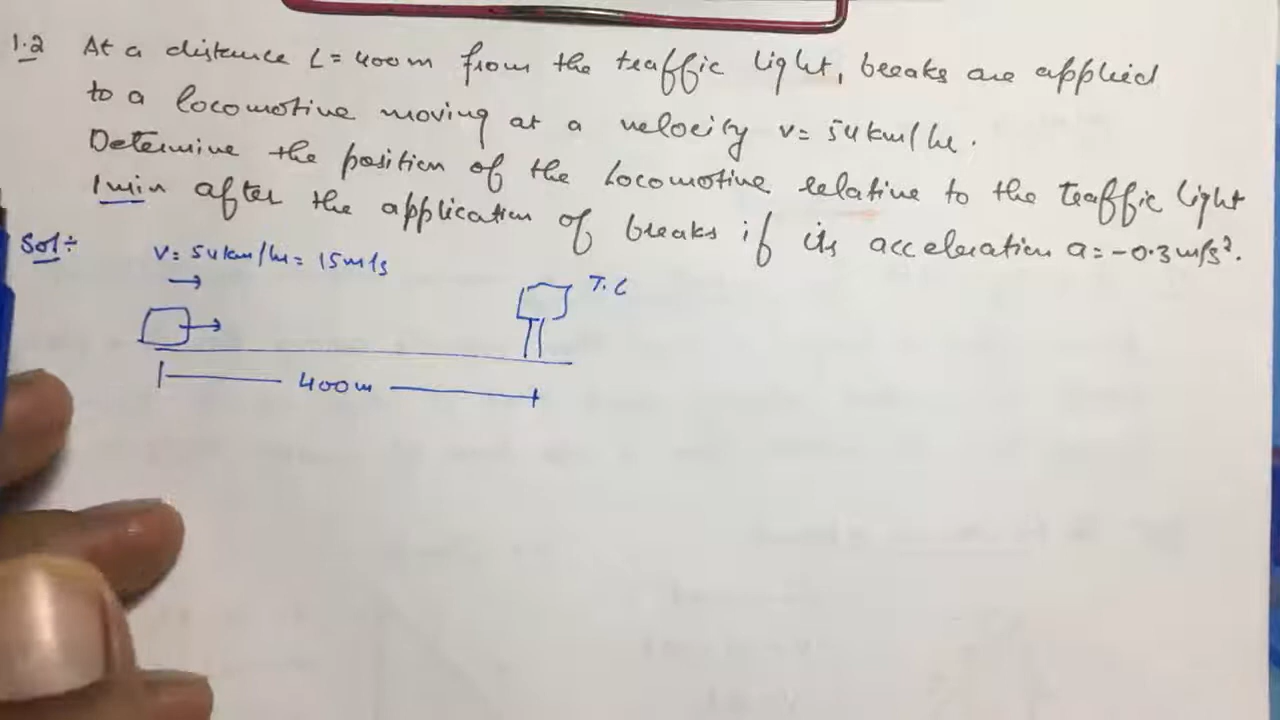 1.2 At a distance L = 400m from the traffic light, breaks are applied
to a locomotive moving at a velocity v = 54km/hr.
Determine the position of the locomotive relative to the traffic light
1min after the application of breaks if its acceleration a = -0.3m/s².
Sol÷
v = 54km/hr = 15m/s
T.L
400m